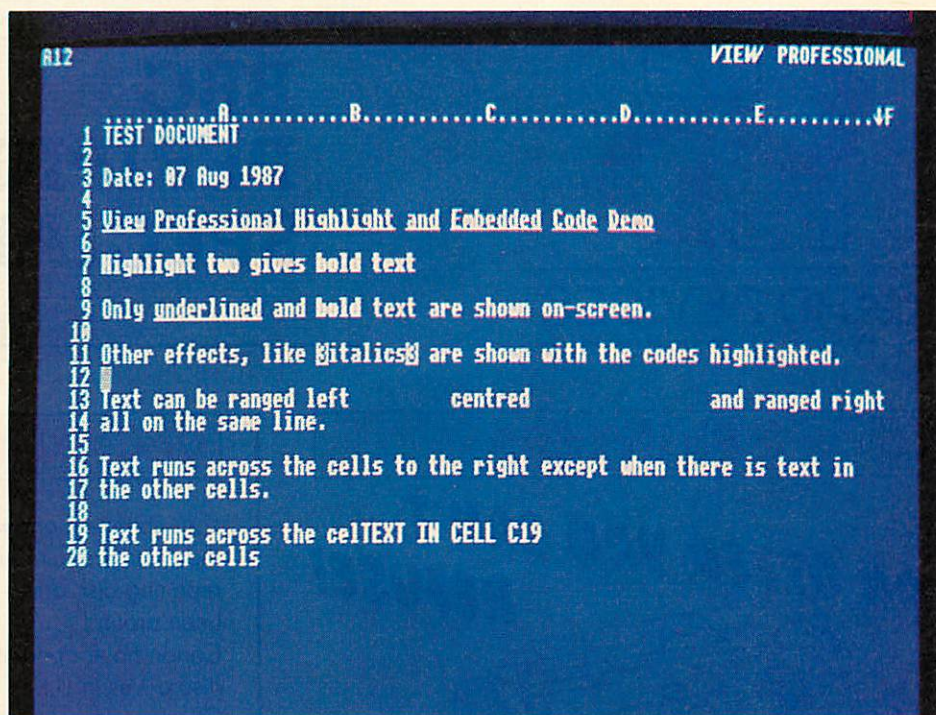 A12 VIEW PROFESSIONAL
...........A...........B...........C...........D...........E..........↓F
1 TEST DOCUMENT
2
3 Date: 07 Aug 1987
4
5 View Professional Highlight and Embedded Code Demo
6
7 Highlight two gives bold text
8
9 Only underlined and bold text are shown on-screen.
10
11 Other effects, like 3italics3 are shown with the codes highlighted.
12
13 Text can be ranged left centred and ranged right
14 all on the same line.
15
16 Text runs across the cells to the right except when there is text in
17 the other cells.
18
19 Text runs across the celTEXT IN CELL C19
20 the other cells